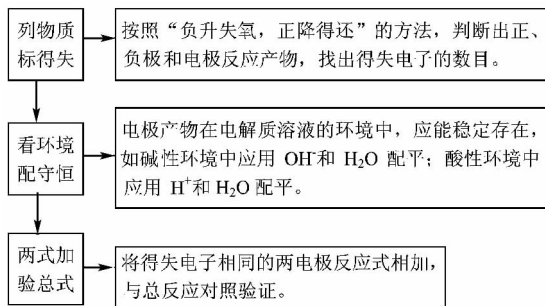 列物质
标得失
按照“负升失氧，正降得还”的方法，判断出正、
负极和电极反应产物，找出得失电子的数目。
看环境
配守恒
电极产物在电解质溶液的环境中，应能稳定存在，
如碱性环境中应用 OH⁻和 H₂O 配平；酸性环境中
应用 H⁺和 H₂O 配平。
两式加
验总式
将得失电子相同的两电极反应式相加，
与总反应对照验证。